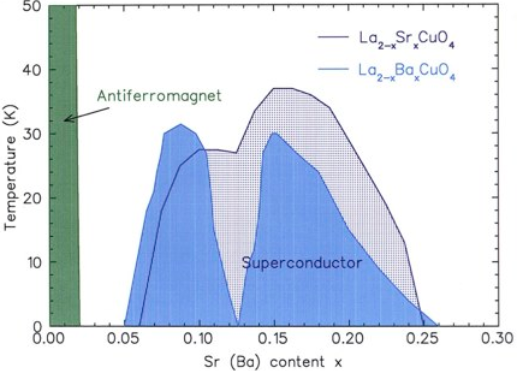 50
40
30
20
10
0
Temperature (K)
La2-xSrxCuO4
La2-xBaxCuO4
Antiferromagnet
Superconductor
0.00 0.05 0.10 0.15 0.20 0.25 0.30
Sr (Ba) content x